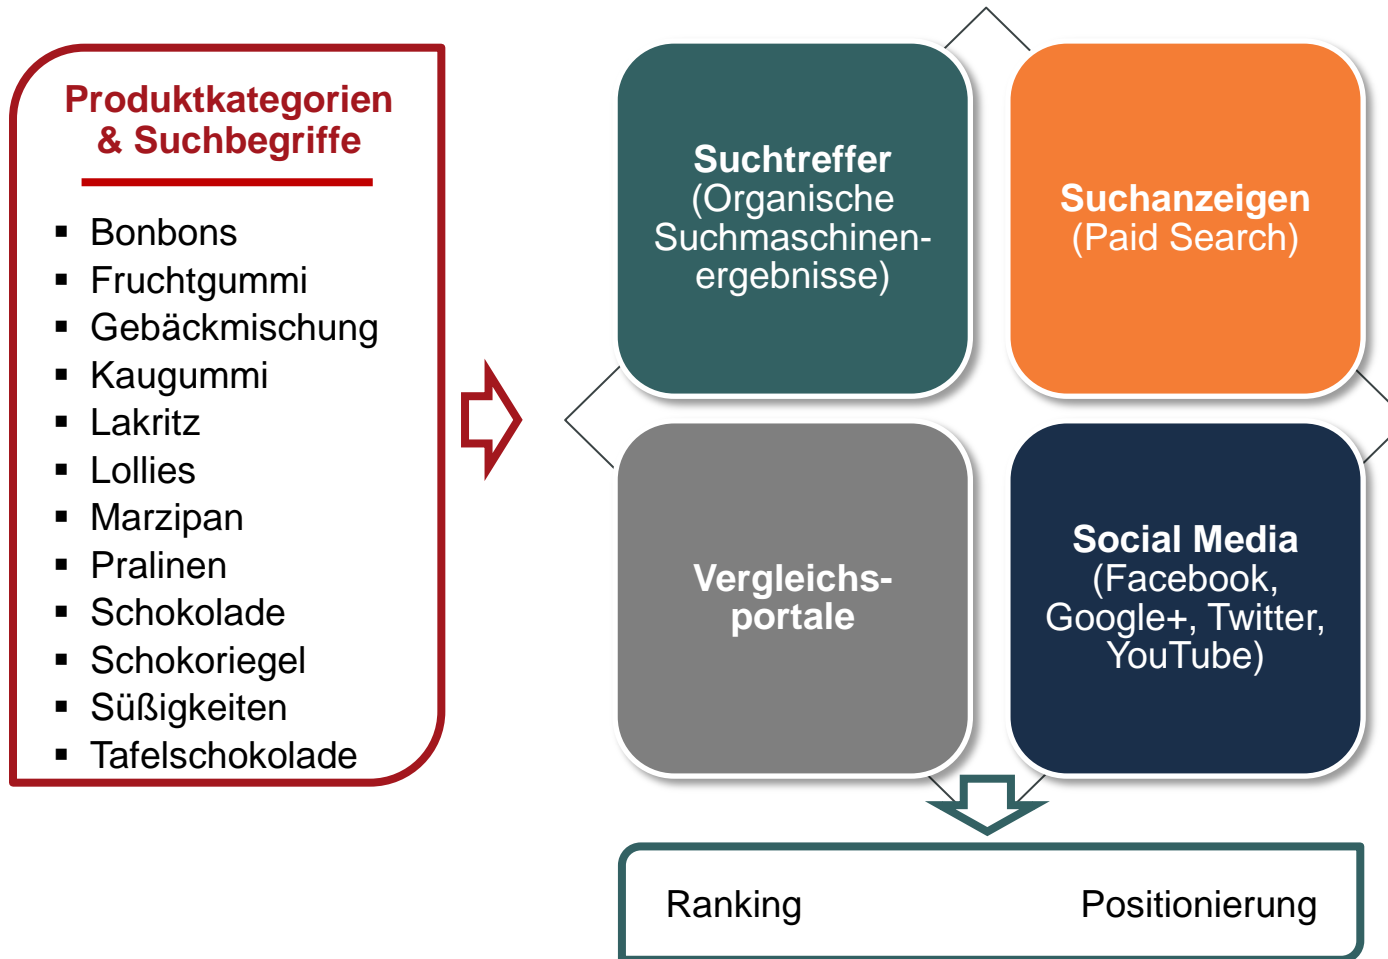 Produktkategorien
& Suchbegriffe
Bonbons
Fruchtgummi
Gebäckmischung
Kaugummi
Lakritz
Lollies
Marzipan
Pralinen
Schokolade
Schokoriegel
Süßigkeiten
Tafelschokolade
Suchtreffer
(Organische
Suchmaschinen-
ergebnisse)
Suchanzeigen
(Paid Search)
Vergleichs-
portale
Social Media
(Facebook,
Google+, Twitter,
YouTube)
Ranking
Positionierung